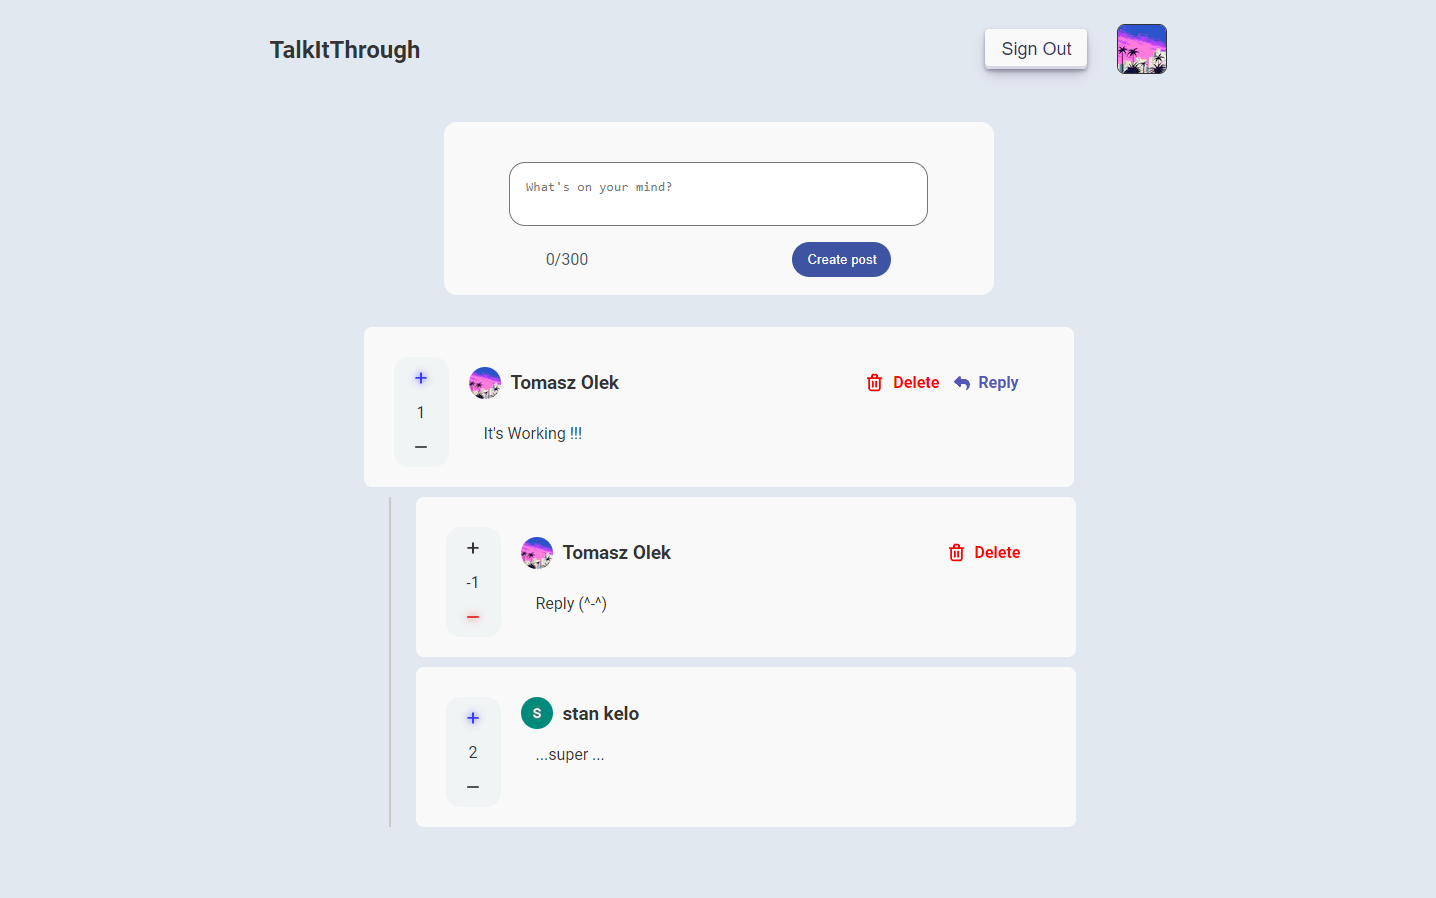 TalkItThrough
Sign Out
What's on your mind?
0/300
Create post
+
Tomasz Olek
Delete
Reply
1
It's Working !!!
−
+
Tomasz Olek
Delete
-1
Reply (^-^)
−
+
S
stan kelo
2
...super ...
−